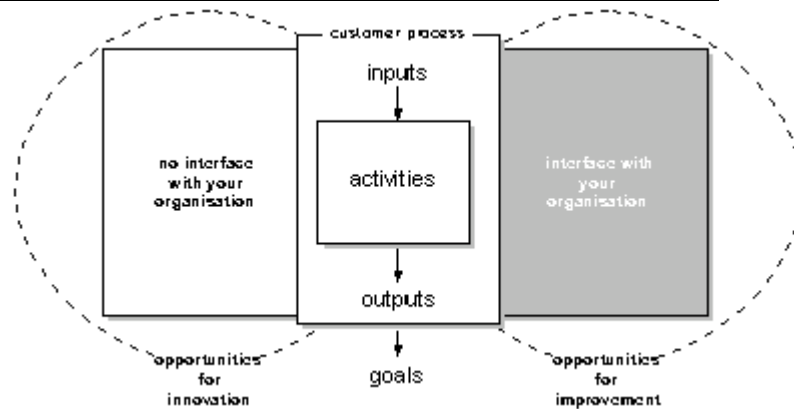 customer process
inputs
no interface
with your
organisation
activities
interface with
your
organisation
outputs
opportunities
for
innovation
goals
opportunities
for
improvement